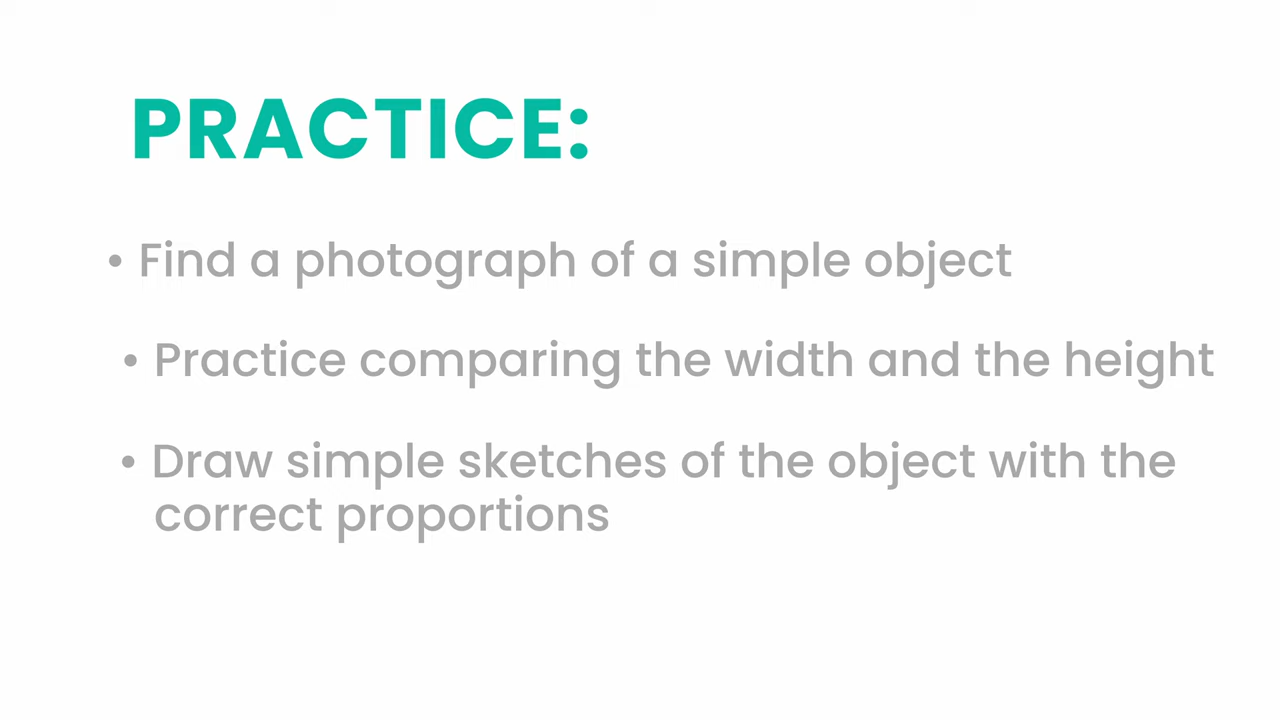 PRACTICE:
• Find a photograph of a simple object
• Practice comparing the width and the height
• Draw simple sketches of the object with the
correct proportions